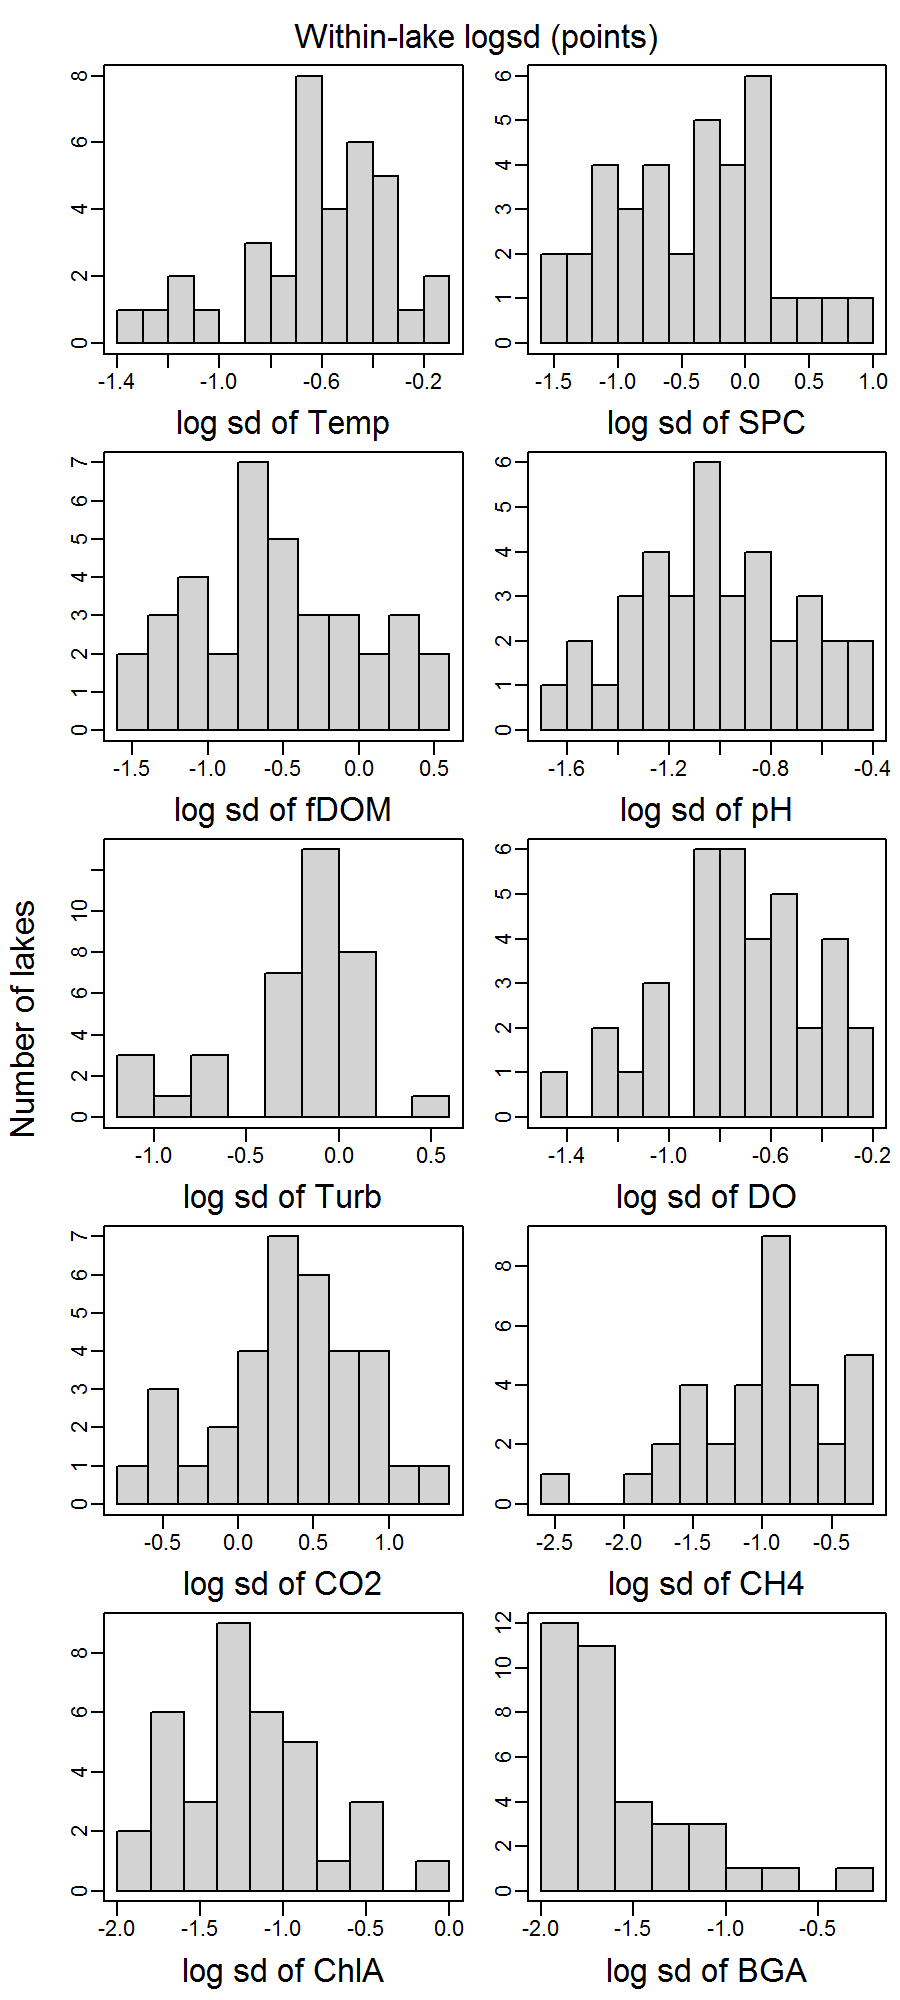 Within-lake logsd (points)
0 2 4 6 8
-1.4 -1.0 -0.6 -0.2
log sd of Temp
0 1 2 3 4 5 6
-1.5 -1.0 -0.5 0.0 0.5 1.0
log sd of SPC
0 1 2 3 4 5 6 7
-1.5 -1.0 -0.5 0.0 0.5
log sd of fDOM
0 1 2 3 4 5 6
-1.6 -1.2 -0.8 -0.4
log sd of pH
Number of lakes
0 2 4 6 8 10
-1.0 -0.5 0.0 0.5
log sd of Turb
0 1 2 3 4 5 6
-1.4 -1.0 -0.6 -0.2
log sd of DO
0 1 2 3 4 5 6 7
-0.5 0.0 0.5 1.0
log sd of CO2
0 2 4 6 8
-2.5 -2.0 -1.5 -1.0 -0.5
log sd of CH4
0 2 4 6 8
-2.0 -1.5 -1.0 -0.5 0.0
log sd of ChlA
0 2 4 6 8 10 12
-2.0 -1.5 -1.0 -0.5
log sd of BGA